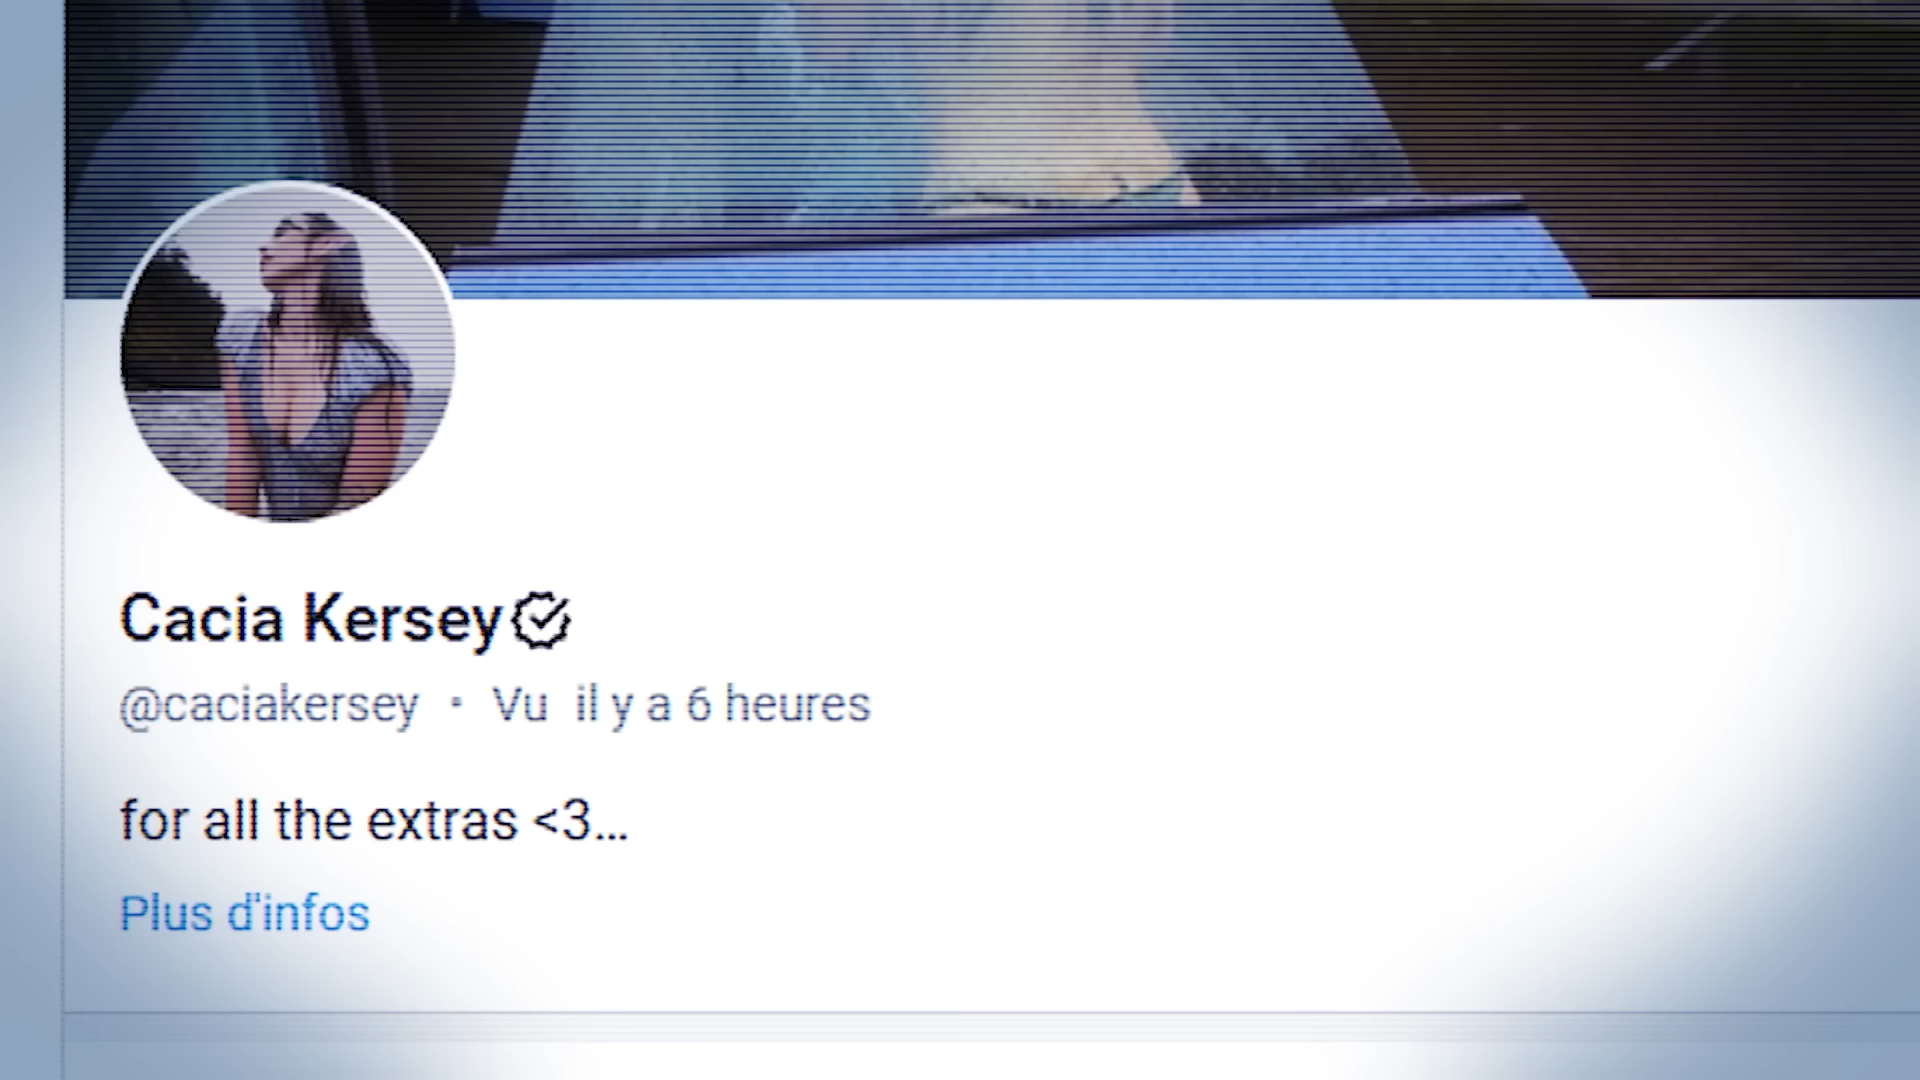 Cacia Kersey
@caciakersey • Vu il y a 6 heures
for all the extras <3...
Plus d'infos